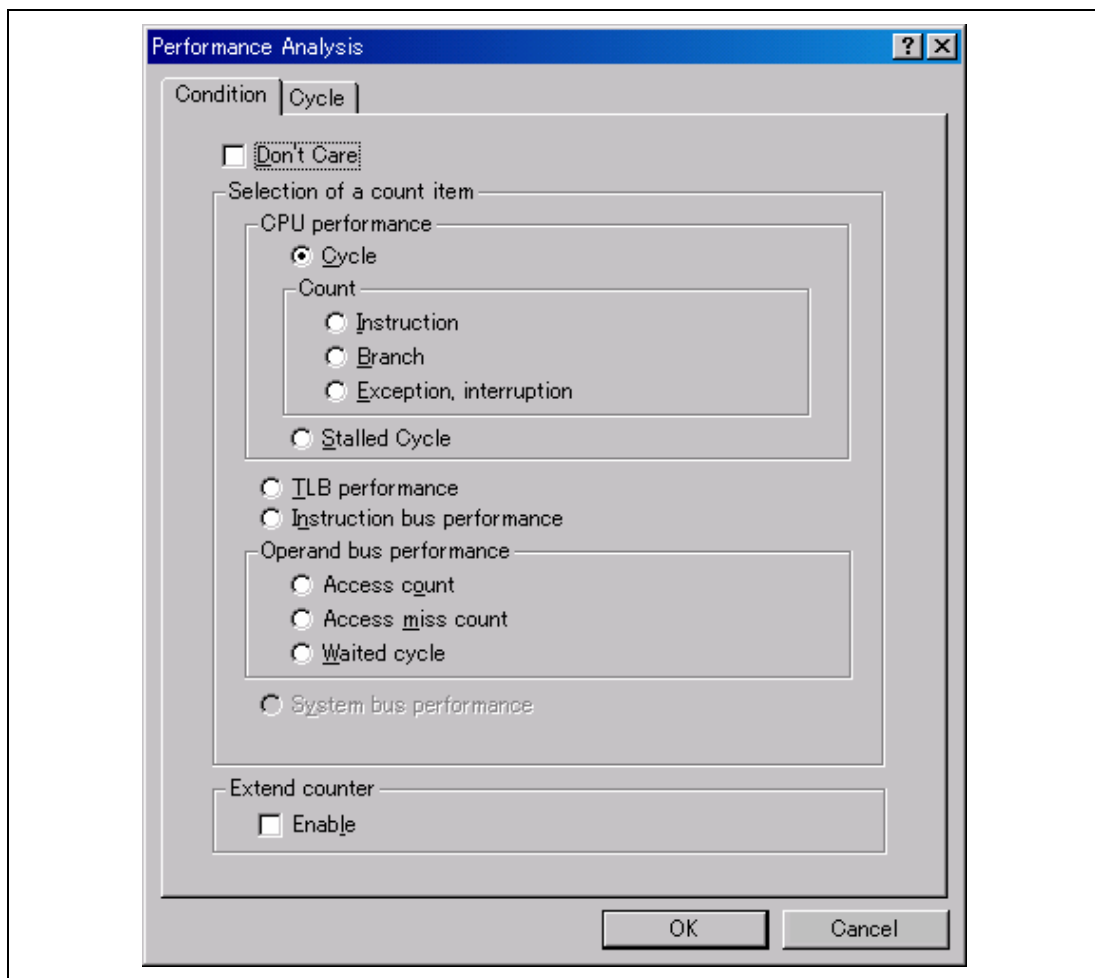 Performance Analysis
Condition Cycle
Don't Care
Selection of a count item
CPU performance
Cycle
Count
Instruction
Branch
Exception, interruption
Stalled Cycle
TLB performance
Instruction bus performance
Operand bus performance
Access count
Access miss count
Waited cycle
System bus performance
Extend counter
Enable
OK Cancel